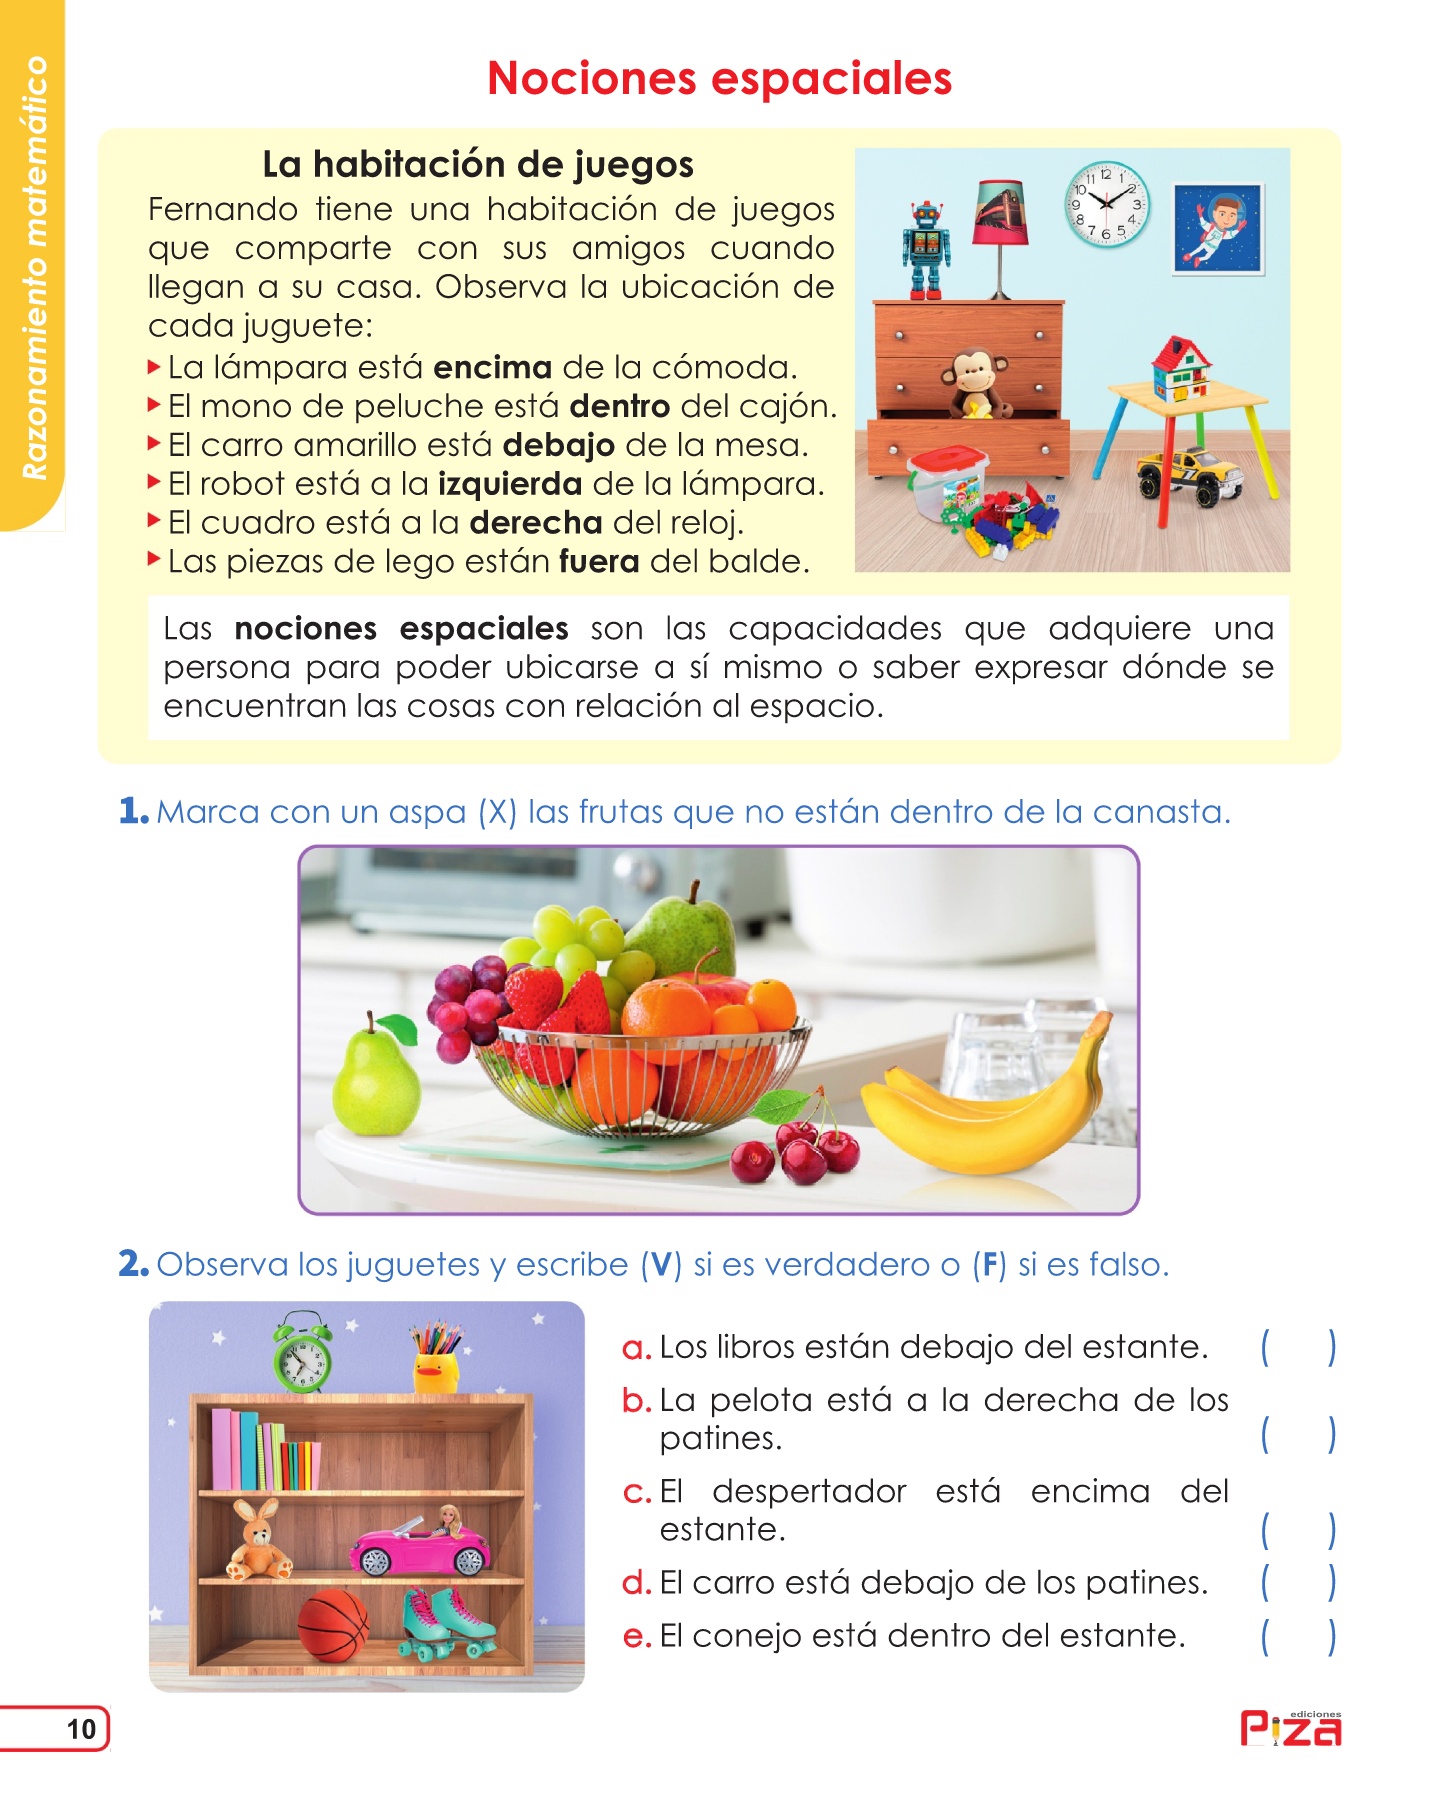 Razonamiento matemático
Nociones espaciales
La habitación de juegos
Fernando tiene una habitación de juegos
que comparte con sus amigos cuando
llegan a su casa. Observa la ubicación de
cada juguete:
La lámpara está encima de la cómoda.
El mono de peluche está dentro del cajón.
El carro amarillo está debajo de la mesa.
El robot está a la izquierda de la lámpara.
El cuadro está a la derecha del reloj.
Las piezas de lego están fuera del balde.
12
1
2
3
4
5
6
7
8
9
10
11
Las nociones espaciales son las capacidades que adquiere una
persona para poder ubicarse a sí mismo o saber expresar dónde se
encuentran las cosas con relación al espacio.
1. Marca con un aspa (X) las frutas que no están dentro de la canasta.
2. Observa los juguetes y escribe (V) si es verdadero o (F) si es falso.
a. Los libros están debajo del estante. ( )
b. La pelota está a la derecha de los
patines. ( )
c. El despertador está encima del
estante. ( )
d. El carro está debajo de los patines. ( )
e. El conejo está dentro del estante. ( )
10
ediciones
Piza